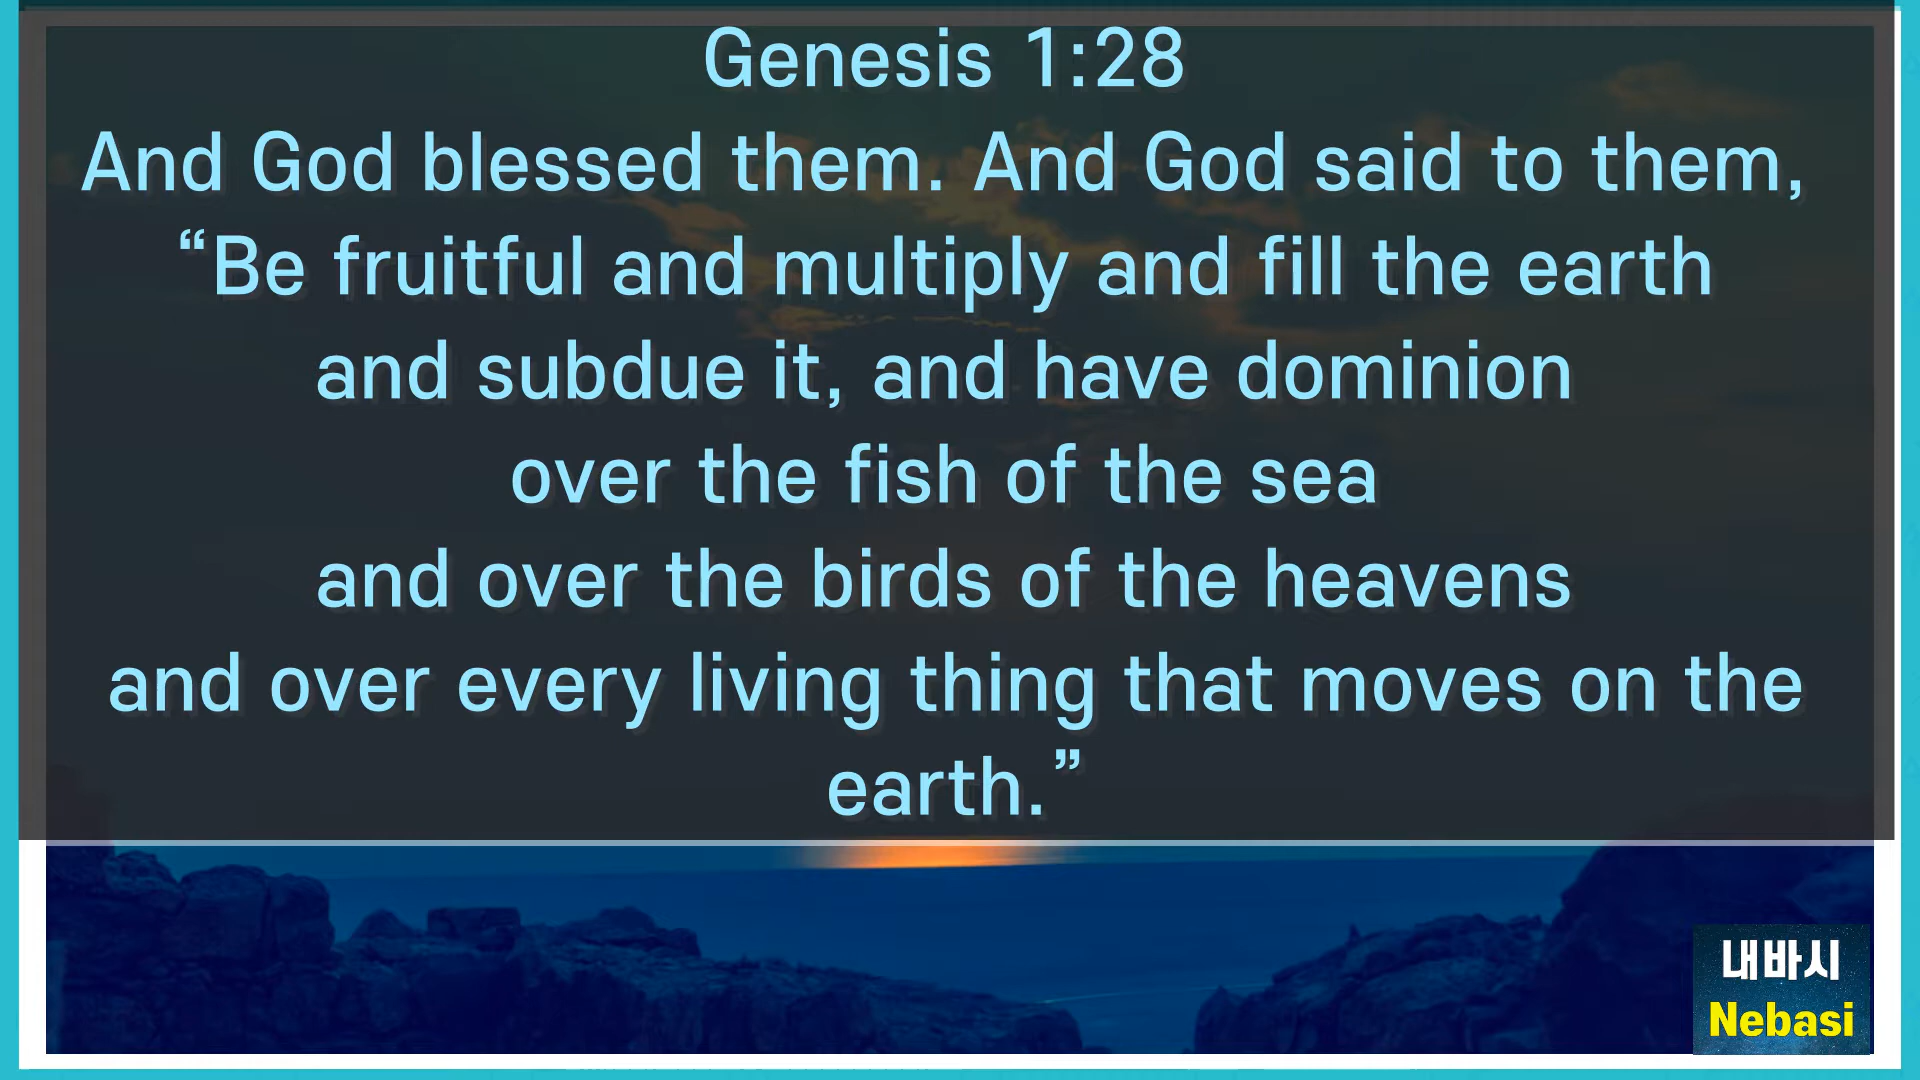 Genesis 1:28
And God blessed them. And God said to them,
“Be fruitful and multiply and fill the earth
and subdue it, and have dominion
over the fish of the sea
and over the birds of the heavens
and over every living thing that moves on the
earth.”
내바시
Nebasi